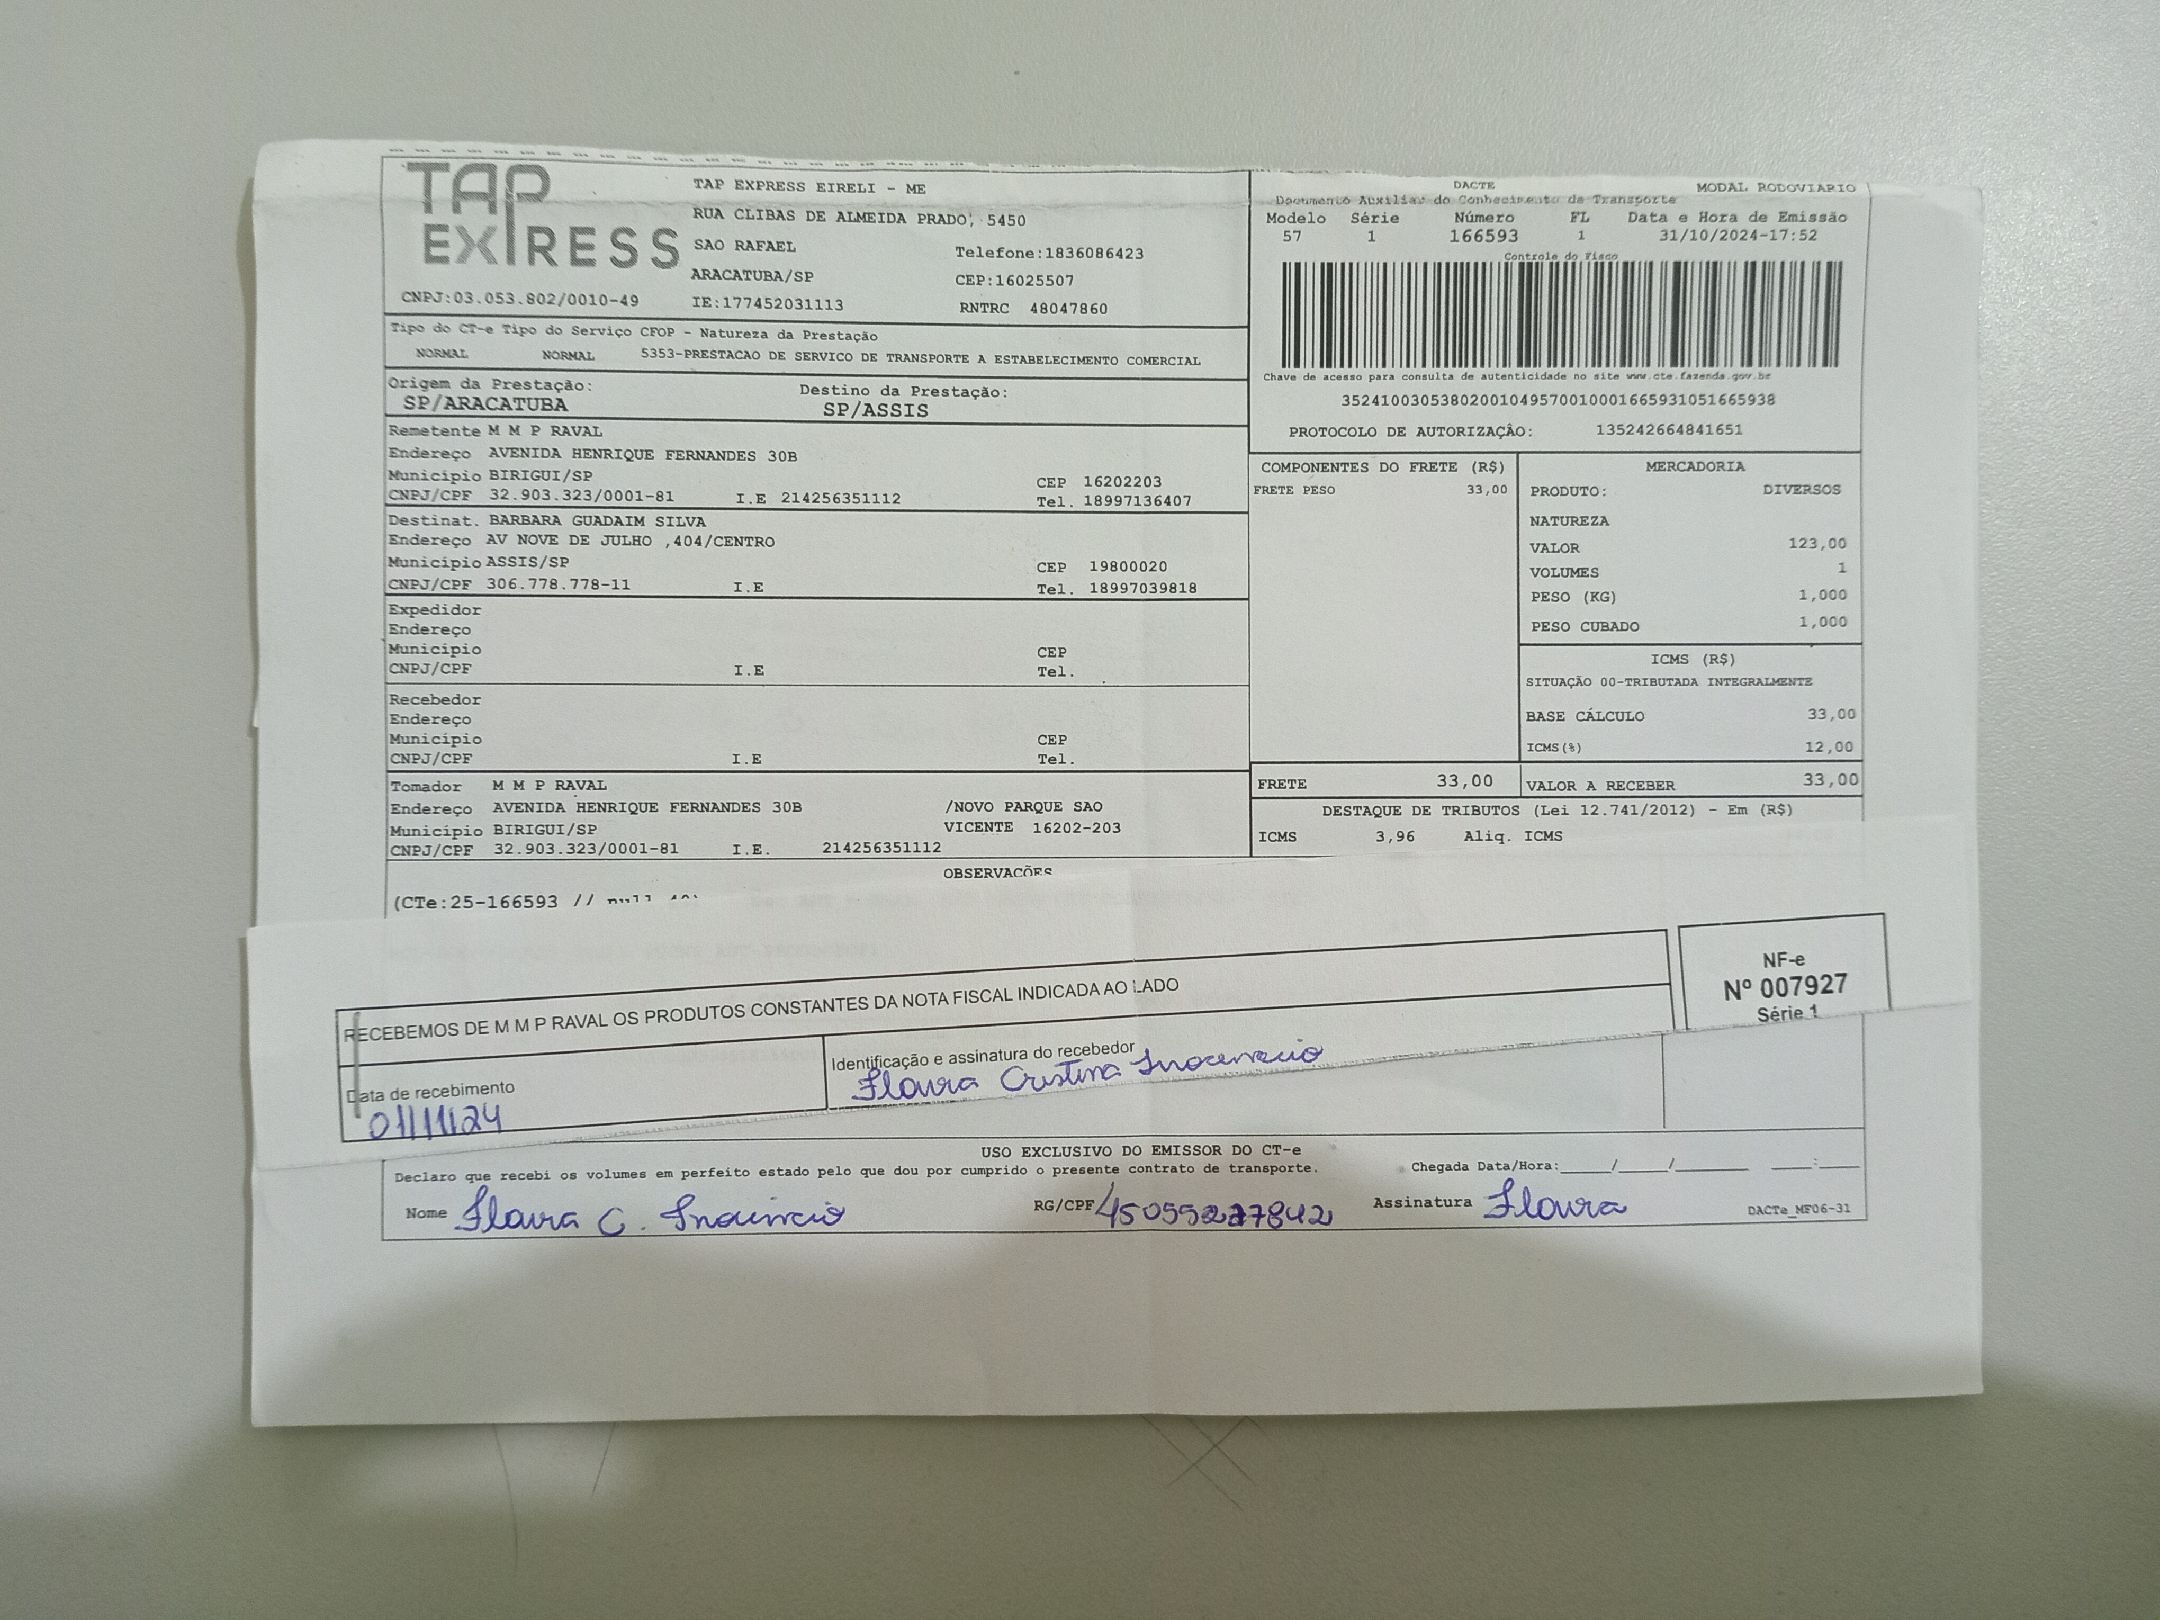 TAP
EXPRESS
CNPJ:03.053.802/0010-49
TAP EXPRESS EIRELI - ME
RUA CLIBAS DE ALMEIDA PRADO, 5450
SAO RAFAEL
Telefone:1836086423
ARACATUBA/SP
CEP:16025507
IE:177452031113
RNTRC 48047860
DACTE
MODAL RODOVIARIO
Documento Auxiliar do Conhecimento de Transporte
Modelo Série Número FL Data e Hora de Emissão
57 1 166593 1 31/10/2024-17:52
Controle do Fisco
Chave de acesso para consulta de autenticidade no site www.cte.fazenda.gov.br
35241003053802001049570010001665931051665938
PROTOCOLO DE AUTORIZAÇÂO: 135242664841651
Tipo do CT-e Tipo do Serviço CFOP - Natureza da Prestação
NORMAL NORMAL 5353-PRESTACAO DE SERVICO DE TRANSPORTE A ESTABELECIMENTO COMERCIAL
Origem da Prestação: Destino da Prestação:
SP/ARACATUBA SP/ASSIS
Remetente M M P RAVAL
Endereço AVENIDA HENRIQUE FERNANDES 30B
Município BIRIGUI/SP CEP 16202203
CNPJ/CPF 32.903.323/0001-81 I.E 214256351112 Tel. 18997136407
Destinat. BARBARA GUADAIM SILVA
Endereço AV NOVE DE JULHO ,404/CENTRO
Município ASSIS/SP CEP 19800020
CNPJ/CPF 306.778.778-11 I.E Tel. 18997039818
Expedidor
Endereço
Município CEP
CNPJ/CPF I.E Tel.
Recebedor
Endereço
Município CEP
CNPJ/CPF I.E Tel.
Tomador M M P RAVAL
Endereço AVENIDA HENRIQUE FERNANDES 30B /NOVO PARQUE SAO
Município BIRIGUI/SP VICENTE 16202-203
CNPJ/CPF 32.903.323/0001-81 I.E. 214256351112
COMPONENTES DO FRETE (R$)
FRETE PESO 33,00
MERCADORIA
PRODUTO: DIVERSOS
NATUREZA
VALOR 123,00
VOLUMES 1
PESO (KG) 1,000
PESO CUBADO 1,000
ICMS (R$)
SITUAÇÃO 00-TRIBUTADA INTEGRALMENTE
BASE CÁLCULO 33,00
ICMS(%) 12,00
FRETE 33,00 VALOR A RECEBER 33,00
DESTAQUE DE TRIBUTOS (Lei 12.741/2012) - Em (R$)
ICMS 3,96 Aliq. ICMS
OBSERVAÇÕES
(CTe:25-166593 //
RECEBEMOS DE M M P RAVAL OS PRODUTOS CONSTANTES DA NOTA FISCAL INDICADA AO LADO
NF-e
Nº 007927
Série 1
Data de recebimento
01/11/24
Identificação e assinatura do recebedor
Flavia Cristina Inocencio
USO EXCLUSIVO DO EMISSOR DO CT-e
Declaro que recebi os volumes em perfeito estado pelo que dou por cumprido o presente contrato de transporte. Chegada Data/Hora:_____/_____/_______ ____:____
Nome Flavia C. Inocencio RG/CPF 45055227842 Assinatura Flavia
DACTe_MF06-31